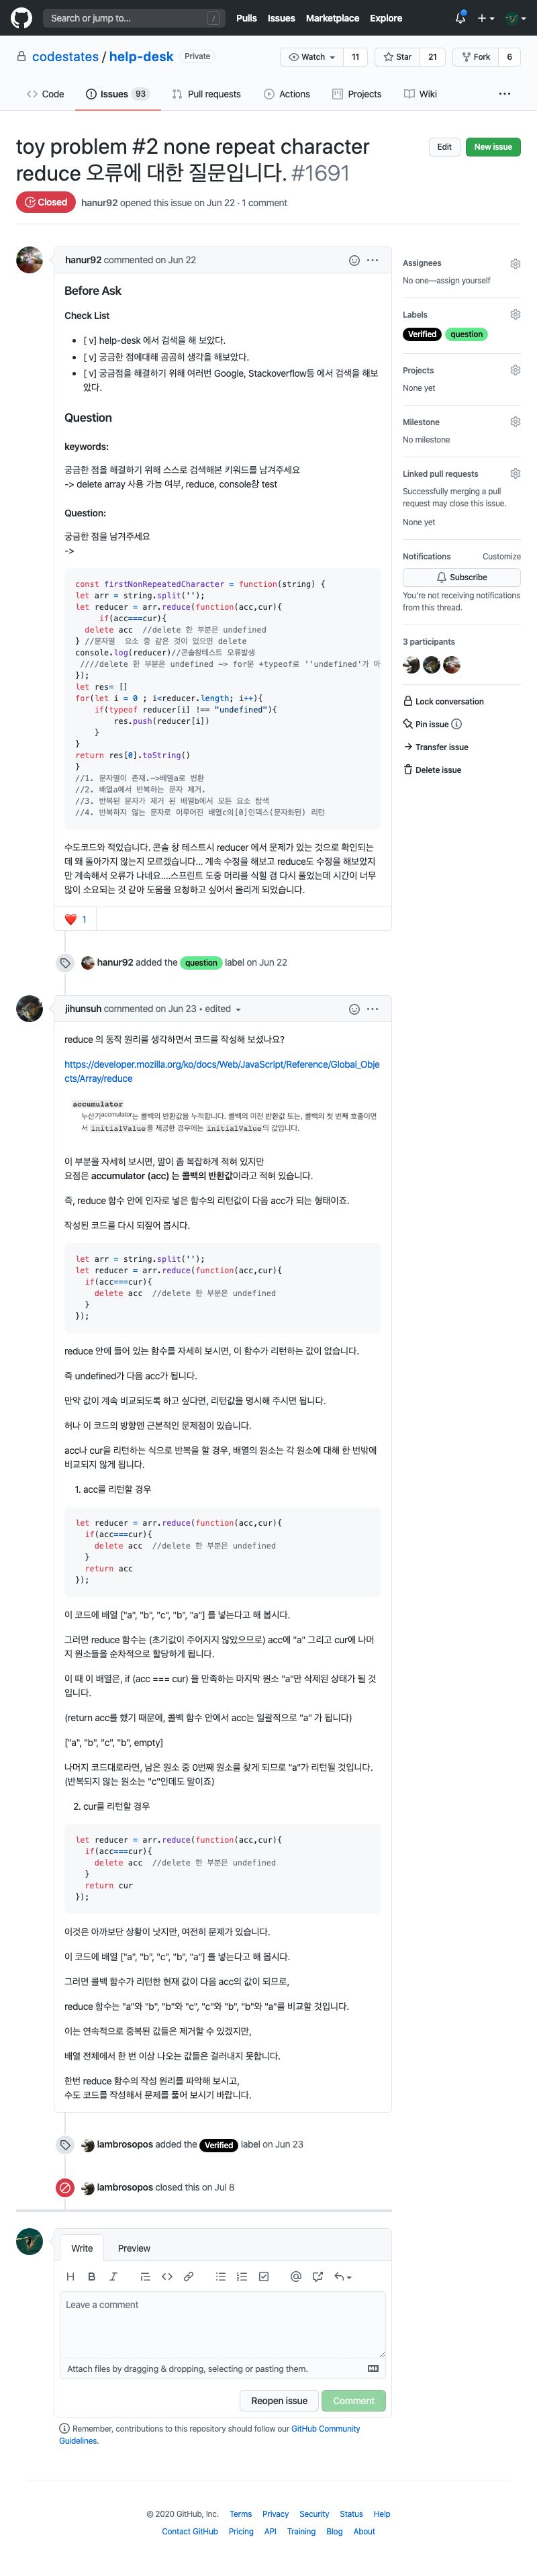 Search or jump to... /
Pulls Issues Marketplace Explore
codestates / help-desk Private
Watch 11 Star 21 Fork 6
Code Issues 93 Pull requests Actions Projects Wiki ...
toy problem #2 none repeat character
reduce 오류에 대한 질문입니다. #1691
Edit New issue
Closed hanur92 opened this issue on Jun 22 · 1 comment
hanur92 commented on Jun 22
Before Ask
Check List
• [ v] help-desk 에서 검색을 해 보았다.
• [ v] 궁금한 점에대해 곰곰히 생각을 해보았다.
• [ v] 궁금점을 해결하기 위해 여러번 Google, Stackoverflow등 에서 검색을 해보
았다.
Question
keywords:
궁금한 점을 해결하기 위해 스스로 검색해본 키워드를 남겨주세요
-> delete array 사용 가능 여부, reduce, console창 test
Question:
궁금한 점을 남겨주세요
->
const firstNonRepeatedCharacter = function(string) {
let arr = string.split('');
let reducer = arr.reduce(function(acc,cur){
if(acc===cur){
delete acc //delete 한 부분은 undefined
} //문자열 요소 중 같은 것이 있으면 delete
console.log(reducer)//콘솔창테스트 오류발생
////delete 한 부분은 undefined -> for문 +typeof로 ''undefined'가 아
});
let res= []
for(let i = 0 ; i<reducer.length; i++){
if(typeof reducer[i] !== "undefined"){
res.push(reducer[i])
}
}
return res[0].toString()
}
//1. 문자열이 존재.->배열a로 변환
//2. 배열a에서 반복하는 문자 제거.
//3. 반복된 문자가 제거 된 배열b에서 모든 요소 탐색
//4. 반복하지 않는 문자로 이루어진 배열c의[0]인덱스(문자화된) 리턴
수도코드와 적었습니다. 콘솔 창 테스트시 reducer 에서 문제가 있는 것으로 확인되는
데 왜 돌아가지 않는지 모르겠습니다... 계속 수정을 해보고 reduce도 수정을 해보았지
만 계속해서 오류가 나네요....스프린트 도중 머리를 식힐 겸 다시 풀었는데 시간이 너무
많이 소요되는 것 같아 도움을 요청하고 싶어서 올리게 되었습니다.
❤️ 1
hanur92 added the question label on Jun 22
jihunsuh commented on Jun 23 • edited
reduce 의 동작 원리를 생각하면서 코드를 작성해 보셨나요?
https://developer.mozilla.org/ko/docs/Web/JavaScript/Reference/Global_Obje
cts/Array/reduce
accumulator
누산기accmulator는 콜백의 반환값을 누적합니다. 콜백의 이전 반환값 또는, 콜백의 첫 번째 호출이면
서 initialValue를 제공한 경우에는 initialValue의 값입니다.
이 부분을 자세히 보시면, 말이 좀 복잡하게 적혀 있지만
요점은 accumulator (acc) 는 콜백의 반환값이라고 적혀 있습니다.
즉, reduce 함수 안에 인자로 넣은 함수의 리턴값이 다음 acc가 되는 형태이죠.
작성된 코드를 다시 되짚어 봅시다.
let arr = string.split('');
let reducer = arr.reduce(function(acc,cur){
if(acc===cur){
delete acc //delete 한 부분은 undefined
}
});
reduce 안에 들어 있는 함수를 자세히 보시면, 이 함수가 리턴하는 값이 없습니다.
즉 undefined가 다음 acc가 됩니다.
만약 값이 계속 비교되도록 하고 싶다면, 리턴값을 명시해 주시면 됩니다.
허나 이 코드의 방향엔 근본적인 문제점이 있습니다.
acc나 cur을 리턴하는 식으로 반복을 할 경우, 배열의 원소는 각 원소에 대해 한 번밖에
비교되지 않게 됩니다.
1. acc를 리턴할 경우
let reducer = arr.reduce(function(acc,cur){
if(acc===cur){
delete acc //delete 한 부분은 undefined
}
return acc
});
이 코드에 배열 ["a", "b", "c", "b", "a"] 를 넣는다고 해 봅시다.
그러면 reduce 함수는 (초기값이 주어지지 않았으므로) acc에 "a" 그리고 cur에 나머
지 원소들을 순차적으로 할당하게 됩니다.
이 때 이 배열은, if (acc === cur) 을 만족하는 마지막 원소 "a"만 삭제된 상태가 될 것
입니다.
(return acc를 했기 때문에, 콜백 함수 안에서 acc는 일괄적으로 "a" 가 됩니다)
["a", "b", "c", "b", empty]
나머지 코드대로라면, 남은 원소 중 0번째 원소를 찾게 되므로 "a"가 리턴될 것입니다.
(반복되지 않는 원소는 "c"인데도 말이죠)
2. cur를 리턴할 경우
let reducer = arr.reduce(function(acc,cur){
if(acc===cur){
delete acc //delete 한 부분은 undefined
}
return cur
});
이것은 아까보단 상황이 낫지만, 여전히 문제가 있습니다.
이 코드에 배열 ["a", "b", "c", "b", "a"] 를 넣는다고 해 봅시다.
그러면 콜백 함수가 리턴한 현재 값이 다음 acc의 값이 되므로,
reduce 함수는 "a"와 "b", "b"와 "c", "c"와 "b", "b"와 "a"를 비교할 것입니다.
이는 연속적으로 중복된 값들은 제거할 수 있겠지만,
배열 전체에서 한 번 이상 나오는 값들은 걸러내지 못합니다.
한번 reduce 함수의 작성 원리를 파악해 보시고,
수도 코드를 작성해서 문제를 풀어 보시기 바랍니다.
lambrosopos added the Verified label on Jun 23
lambrosopos closed this on Jul 8
Write Preview
Leave a comment
Attach files by dragging & dropping, selecting or pasting them.
Reopen issue Comment
Remember, contributions to this repository should follow our GitHub Community
Guidelines.
Assignees
No one—assign yourself
Labels
Verified question
Projects
None yet
Milestone
No milestone
Linked pull requests
Successfully merging a pull
request may close this issue.
None yet
Notifications Customize
Subscribe
You're not receiving notifications
from this thread.
3 participants
Lock conversation
Pin issue
Transfer issue
Delete issue
© 2020 GitHub, Inc. Terms Privacy Security Status Help
Contact GitHub Pricing API Training Blog About